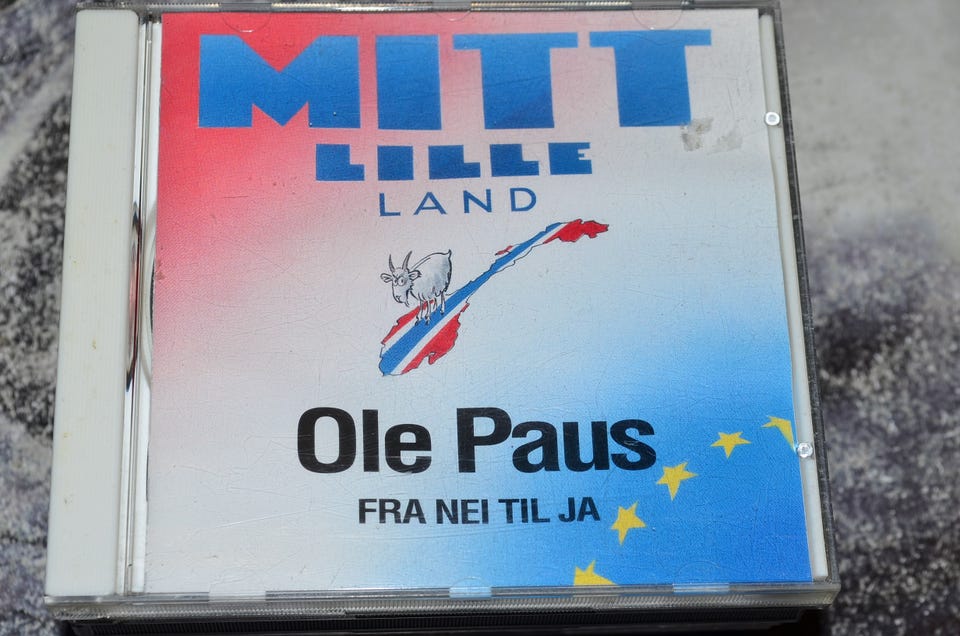 MITT
LILLE
LAND
Ole Paus
FRA NEI TIL JA